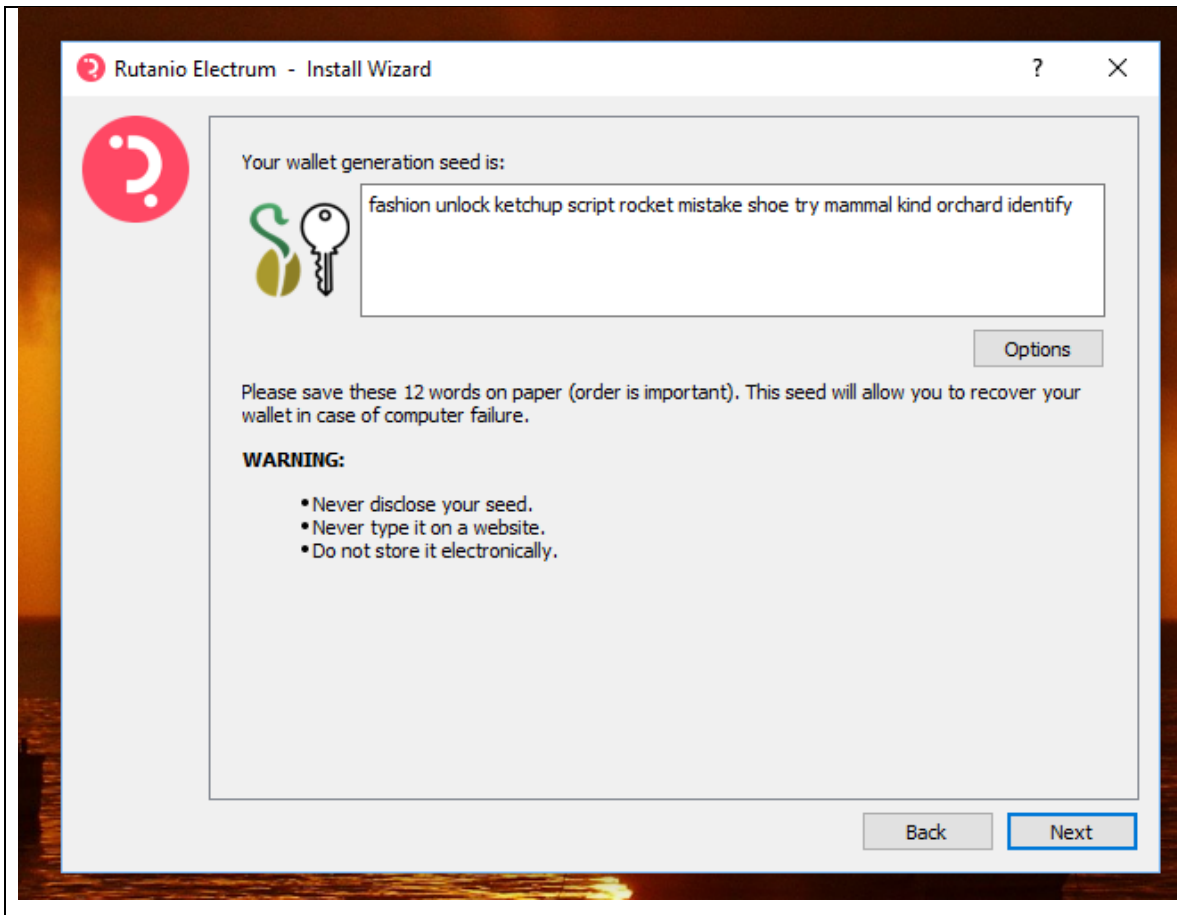 Rutanio Electrum - Install Wizard
?
Your wallet generation seed is:
fashion unlock ketchup script rocket mistake shoe try mammal kind orchard identify
Options
Please save these 12 words on paper (order is important). This seed will allow you to recover your
wallet in case of computer failure.
WARNING:
•Never disclose your seed.
•Never type it on a website.
•Do not store it electronically.
Back
Next